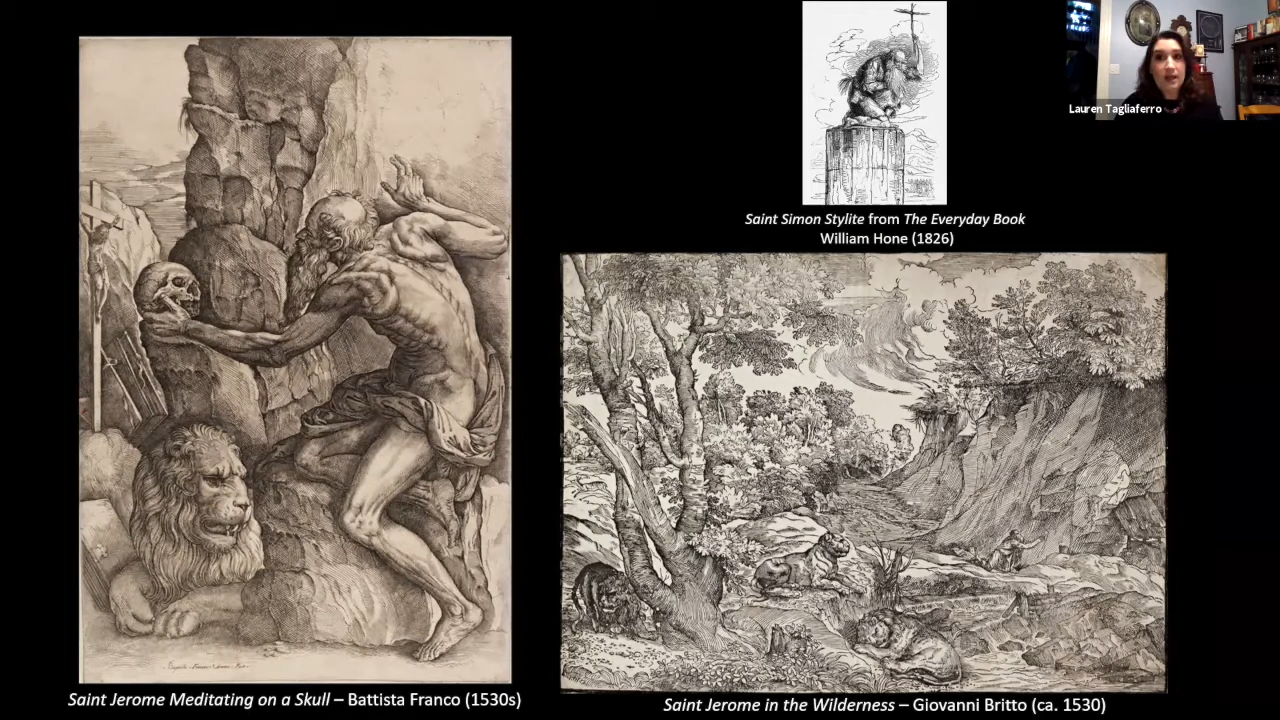 Lauren Tagliaferro
Saint Simon Stylite from The Everyday Book
William Hone (1826)
Saint Jerome Meditating on a Skull – Battista Franco (1530s)
Saint Jerome in the Wilderness – Giovanni Britto (ca. 1530)